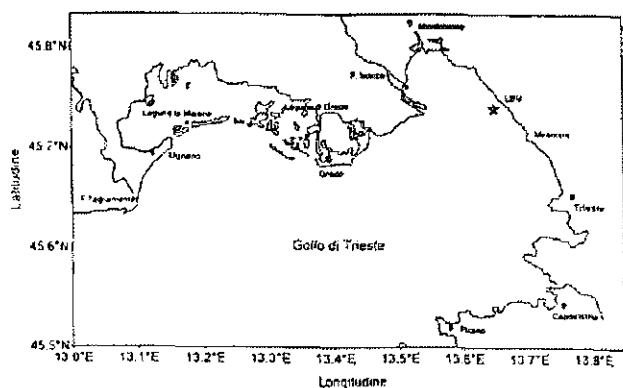 45.8°N
Monfalcone
F. Isonzo
Laguna di Marano
Laguna di Grado
Miramare
45.7°N
Lignano
Grado
F. Tagliamento
Trieste
45.6°N
Golfo di Trieste
Capodistria
Pirano
45.5°N
13.0°E 13.1°E 13.2°E 13.3°E 13.4°E 13.5°E 13.6°E 13.7°E 13.8°E
Latitudine
Longitudine